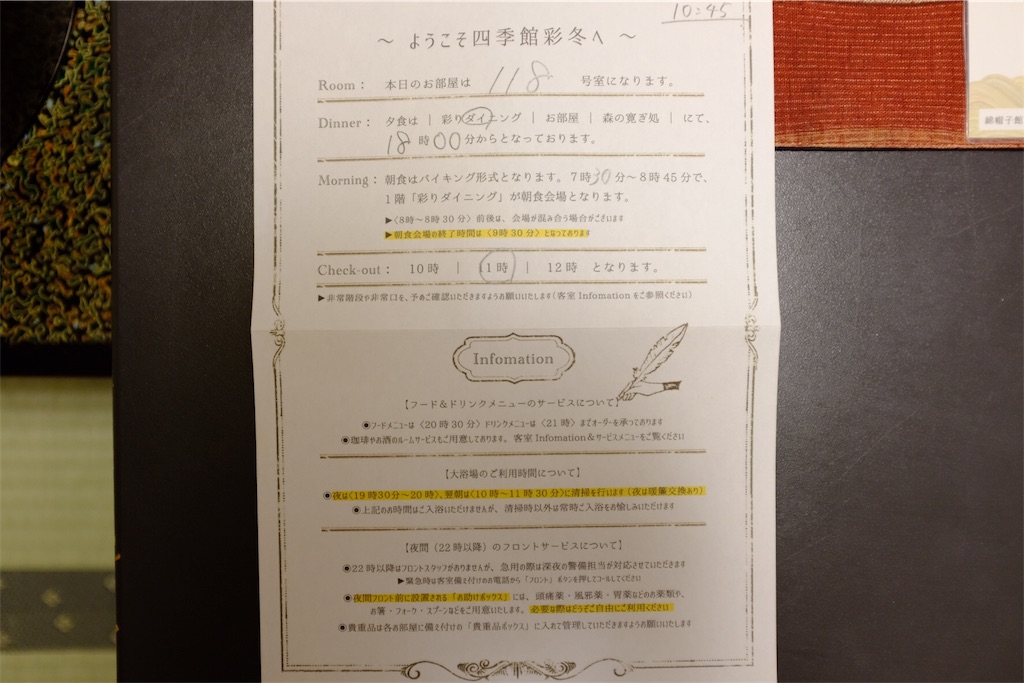 10:45
～ ようこそ四季館彩冬へ ～
Room： 本日のお部屋は 118 号室になります。
Dinner： 夕食は ｜ 彩りダイニング ｜ お部屋 ｜ 森の寛ぎ処 ｜ にて、
18時00分からとなっております。
Morning： 朝食はバイキング形式となります。7時30分～8時45分で、
1階「彩りダイニング」が朝食会場となります。
▶〈8時～8時30分〉前後は、会場が混み合う場合がございます
▶朝食会場の終了時間は〈9時30分〉となっております
Check-out： 10時 ｜ 11時 ｜ 12時 となります。
▶非常階段や非常口を、予めご確認いただきますようお願いいたします（客室 Infomation をご参照ください）
Infomation
【フード＆ドリンクメニューのサービスについて】
◉フードメニューは〈20時30分〉ドリンクメニューは〈21時〉までオーダーを承っております
◉珈琲やお酒のルームサービスもご用意しております。客室 Infomation＆サービスメニューをご覧ください
【大浴場のご利用時間について】
◉夜は〈19時30分～20時〉、翌朝は〈10時～11時30分〉に清掃を行います（夜は暖簾交換あり）
◉上記のお時間はご入浴いただけませんが、清掃時以外は常時ご入浴をお愉しみいただけます
【夜間（22時以降）のフロントサービスについて】
◉22時以降はフロントスタッフがおりませんが、急用の際は深夜の警備担当が対応させていただきます
▶緊急時は客室備え付けのお電話から「フロント」ボタンを押してコールしてください
◉夜間フロント前に設置される「お助けボックス」には、頭痛薬・風邪薬・胃薬などのお薬類や、
お箸・フォーク・スプーンなどをご用意いたします。必要な際はどうぞご自由にご利用ください
◉貴重品は各お部屋に備え付けの「貴重品ボックス」に入れて管理していただきますようお願いいたします
綿帽子館